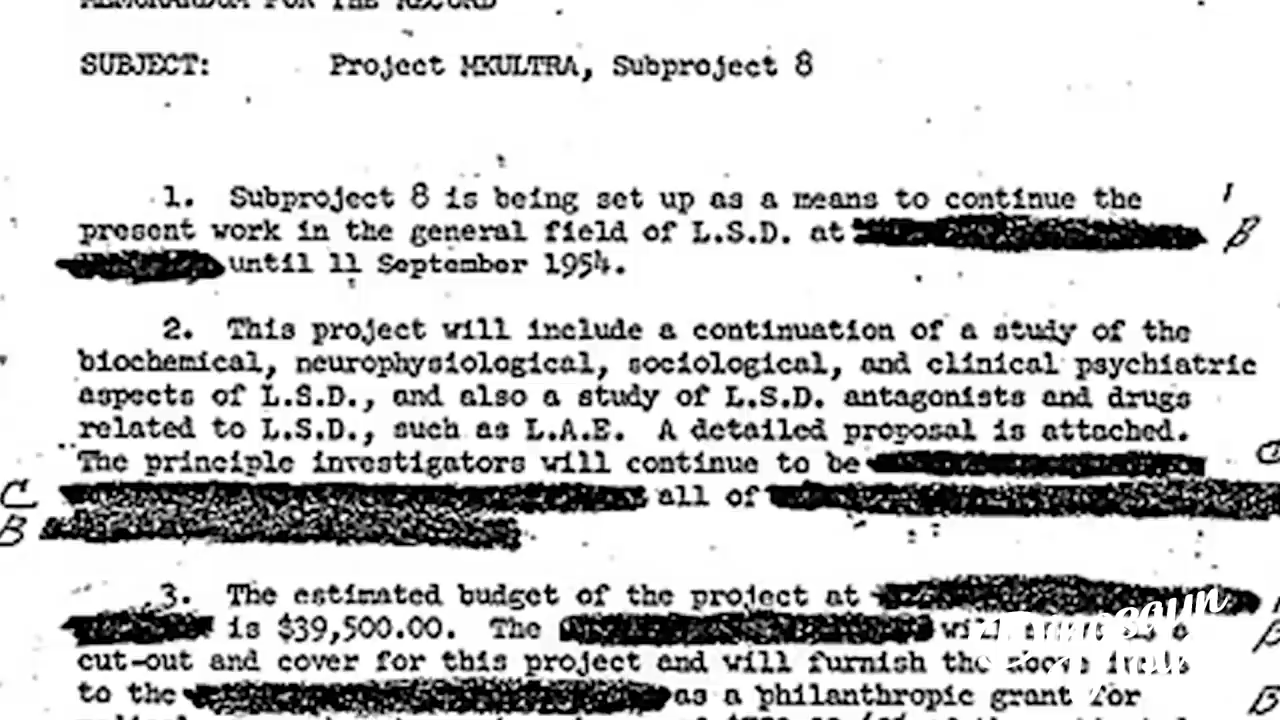 MEMORANDUM FOR THE RECORD
SUBJECT: Project MKULTRA, Subproject 8
1. Subproject 8 is being set up as a means to continue the
present work in the general field of L.S.D. at B
until 11 September 1954.
2. This project will include a continuation of a study of the
biochemical, neurophysiological, sociological, and clinical psychiatric
aspects of L.S.D., and also a study of L.S.D. antagonists and drugs
related to L.S.D., such as L.A.E. A detailed proposal is attached.
The principle investigators will continue to be
C all of
B
3. The estimated budget of the project at
is $39,500.00. The
cut-out and cover for this project and will furnish the above
to the as a philanthropic grant for B